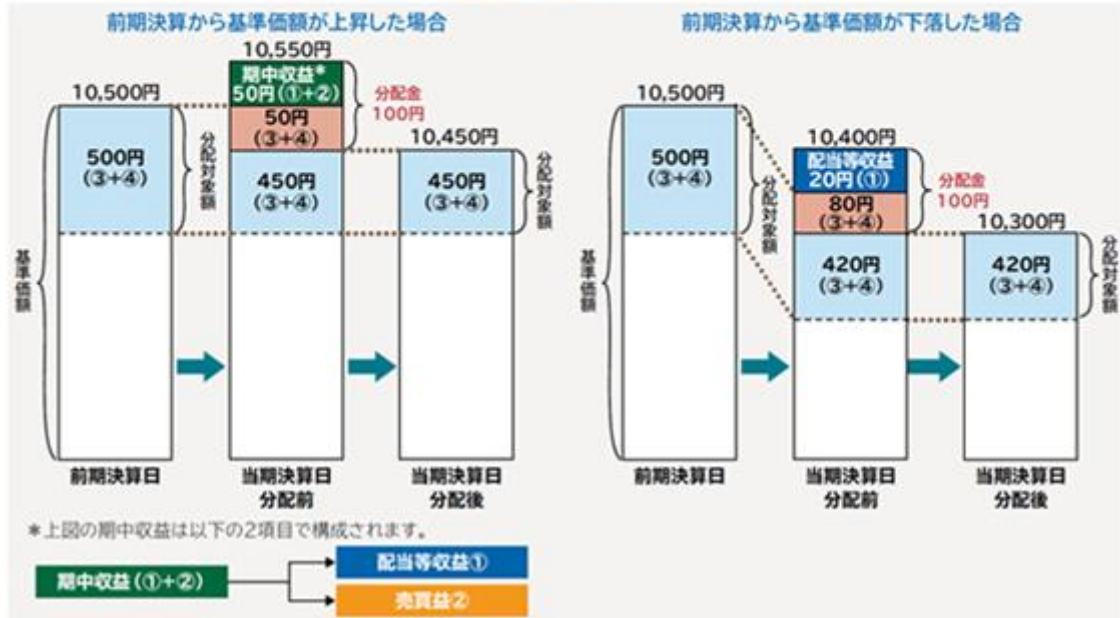 前期決算から基準価額が上昇した場合
10,550円
10,500円
期中収益*
50円(①+②)
分配金
100円
50円
(③+④)
10,450円
500円
(③+④)
分配対象額
450円
(③+④)
450円
(③+④)
分配対象額
基準価額
前期決算日
当期決算日
分配前
当期決算日
分配後
前期決算から基準価額が下落した場合
10,500円
10,400円
500円
(③+④)
分配対象額
配当等収益
20円(①)
分配金
100円
80円
(③+④)
10,300円
420円
(③+④)
420円
(③+④)
分配対象額
基準価額
前期決算日
当期決算日
分配前
当期決算日
分配後
*上図の期中収益は以下の2項目で構成されます。
期中収益(①+②)
配当等収益①
売買益②